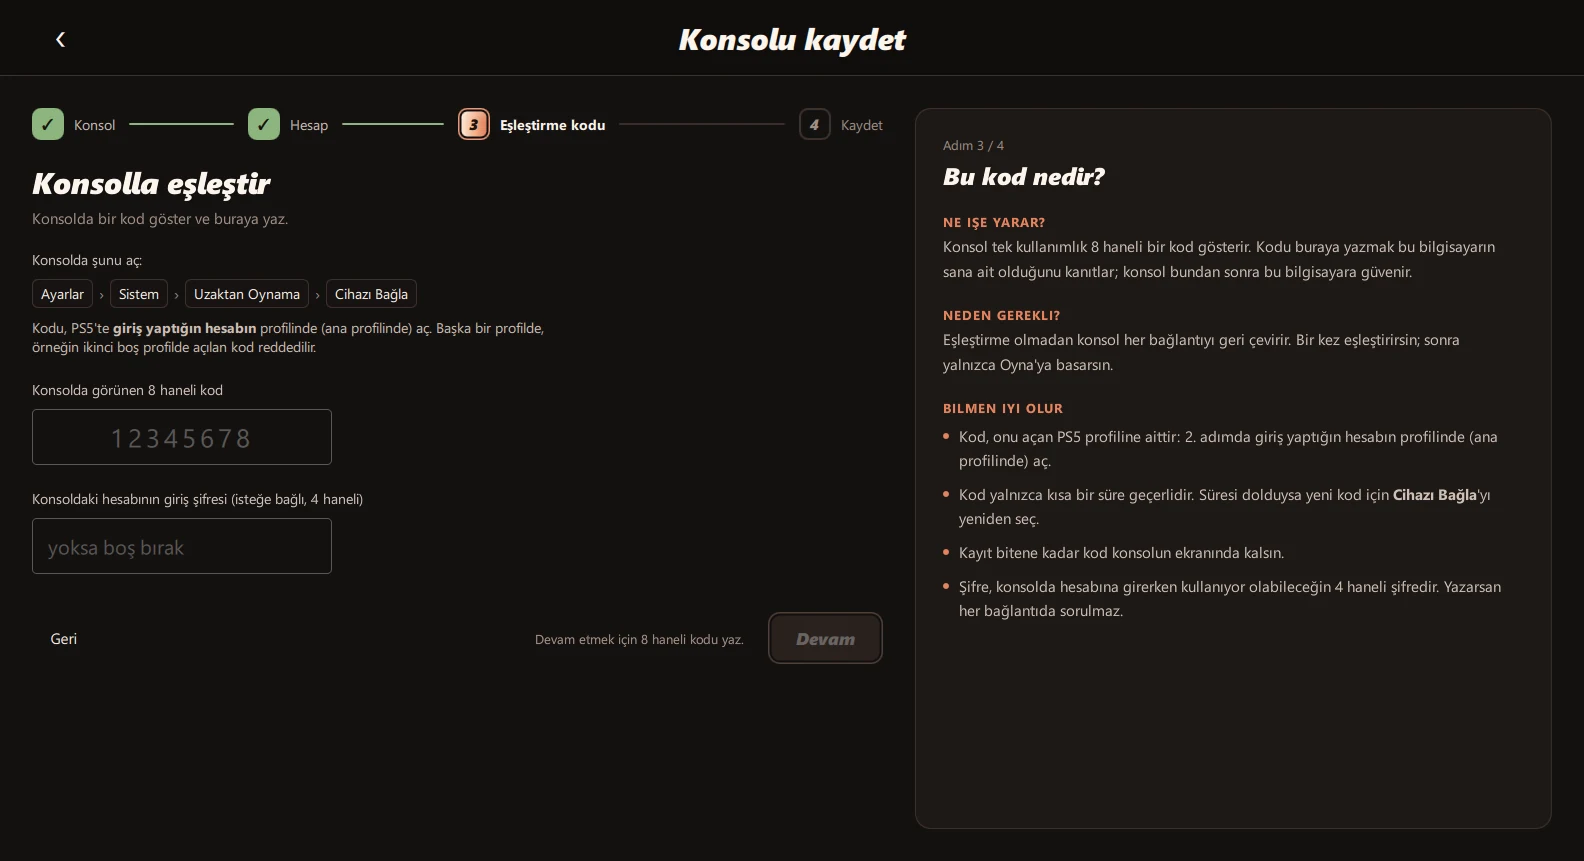 Konsolu kaydet
✓ Konsol ✓ Hesap 3 Eşleştirme kodu 4 Kaydet
Konsolla eşleştir
Konsolda bir kod göster ve buraya yaz.
Konsolda şunu aç:
Ayarlar › Sistem › Uzaktan Oynama › Cihazı Bağla
Kodu, PS5'te giriş yaptığın hesabın profilinde (ana profilinde) aç. Başka bir profilde,
örneğin ikinci boş profilde açılan kod reddedilir.
Konsolda görünen 8 haneli kod
12345678
Konsoldaki hesabının giriş şifresi (isteğe bağlı, 4 haneli)
yoksa boş bırak
Geri
Devam etmek için 8 haneli kodu yaz.
Devam
Adım 3 / 4
Bu kod nedir?
NE IŞE YARAR?
Konsol tek kullanımlık 8 haneli bir kod gösterir. Kodu buraya yazmak bu bilgisayarın
sana ait olduğunu kanıtlar; konsol bundan sonra bu bilgisayara güvenir.
NEDEN GEREKLI?
Eşleştirme olmadan konsol her bağlantıyı geri çevirir. Bir kez eşleştirirsin; sonra
yalnızca Oyna'ya basarsın.
BILMEN IYI OLUR
• Kod, onu açan PS5 profiline aittir: 2. adımda giriş yaptığın hesabın profilinde (ana
profilinde) aç.
• Kod yalnızca kısa bir süre geçerlidir. Süresi dolduysa yeni kod için Cihazı Bağla'yı
yeniden seç.
• Kayıt bitene kadar kod konsolun ekranında kalsın.
• Şifre, konsolda hesabına girerken kullanıyor olabileceğin 4 haneli şifredir. Yazarsan
her bağlantıda sorulmaz.